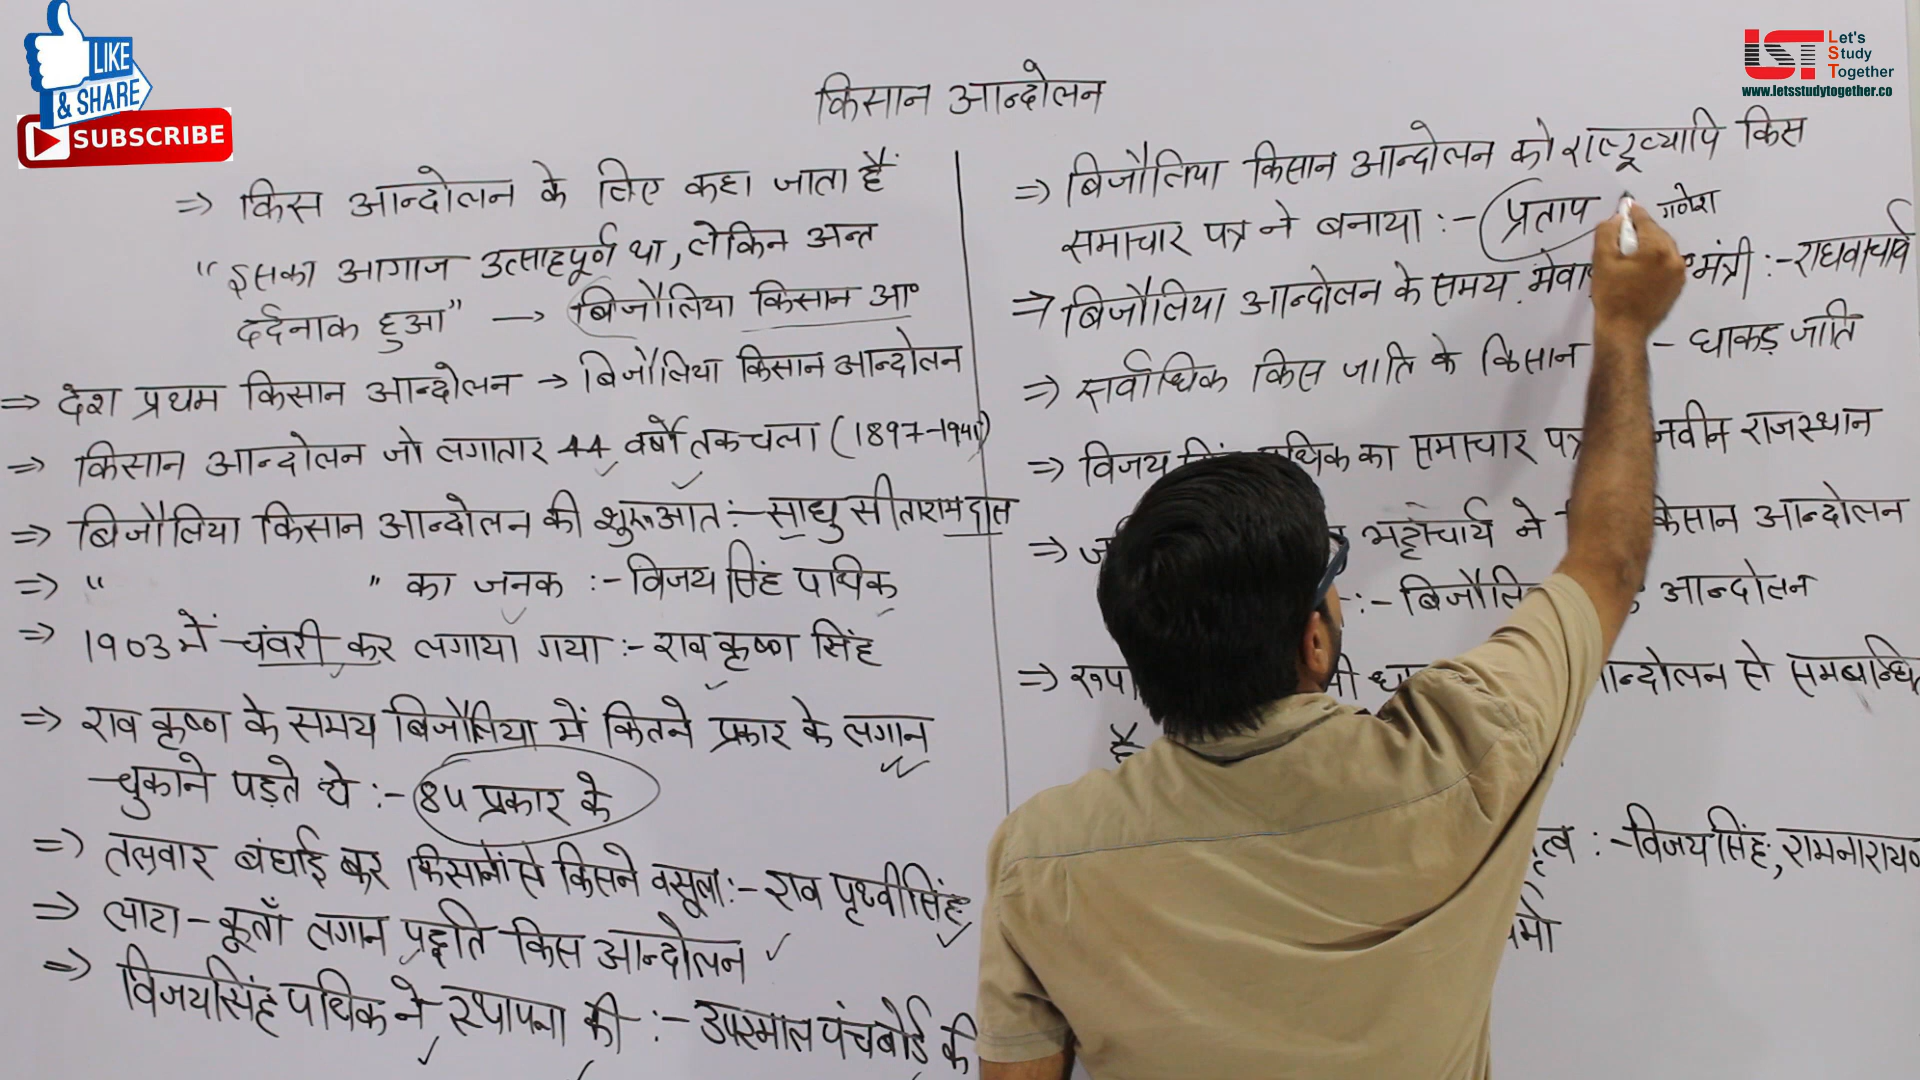 LIKE
& SHARE
SUBSCRIBE
LST Let's Study Together
www.letsstudytogether.co
किसान आन्दोलन
⇒ किस आन्दोलन के लिए कहा जाता हैं
“इसका आगाज उत्साहपूर्ण था, लेकिन अन्त
दर्दनाक हुआ” → बिजौलिया किसान आ०
⇒ देश प्रथम किसान आन्दोलन → बिजौलिया किसान आन्दोलन
⇒ किसान आन्दोलन जो लगातार 44 वर्षो तक चला (1897-1941)
⇒ बिजौलिया किसान आन्दोलन की शुरूआत :- साधु सीताराम दास
⇒ “ ” का जनक :- विजय सिंह पथिक
⇒ 1903 में चंवरी कर लगाया गया :- राव कृष्ण सिंह
⇒ राव कृष्ण के समय बिजौलिया में कितने प्रकार के लगान
चुकाने पड़ते थे :- 84 प्रकार के
⇒ तलवार बंधाई कर किसानों से किसने वसूला :- राव पृथ्वीसिंह
⇒ लाटा - कूताँ लगान पद्धति किस आन्दोलन
⇒ विजयसिंह पथिक ने स्थापना की :- उपरमाल पंचबोर्ड की
⇒ बिजौलिया किसान आन्दोलन को राष्ट्रव्यापि किस
समाचार पत्र ने बनाया :- प्रताप गणेश
⇒ बिजौलिया आन्दोलन के समय मंत्री :- राघवाचार्य
⇒ सर्वाधिक किस जाति के किसान - धाकड़ जाति
⇒ विजय पथिक का समाचार पत्र नवीन राजस्थान
⇒ भट्टाचार्य ने किसान आन्दोलन
:- आन्दोलन
⇒ आन्दोलन से समबन्धित
है
:- विजयसिंह, रामनारायण